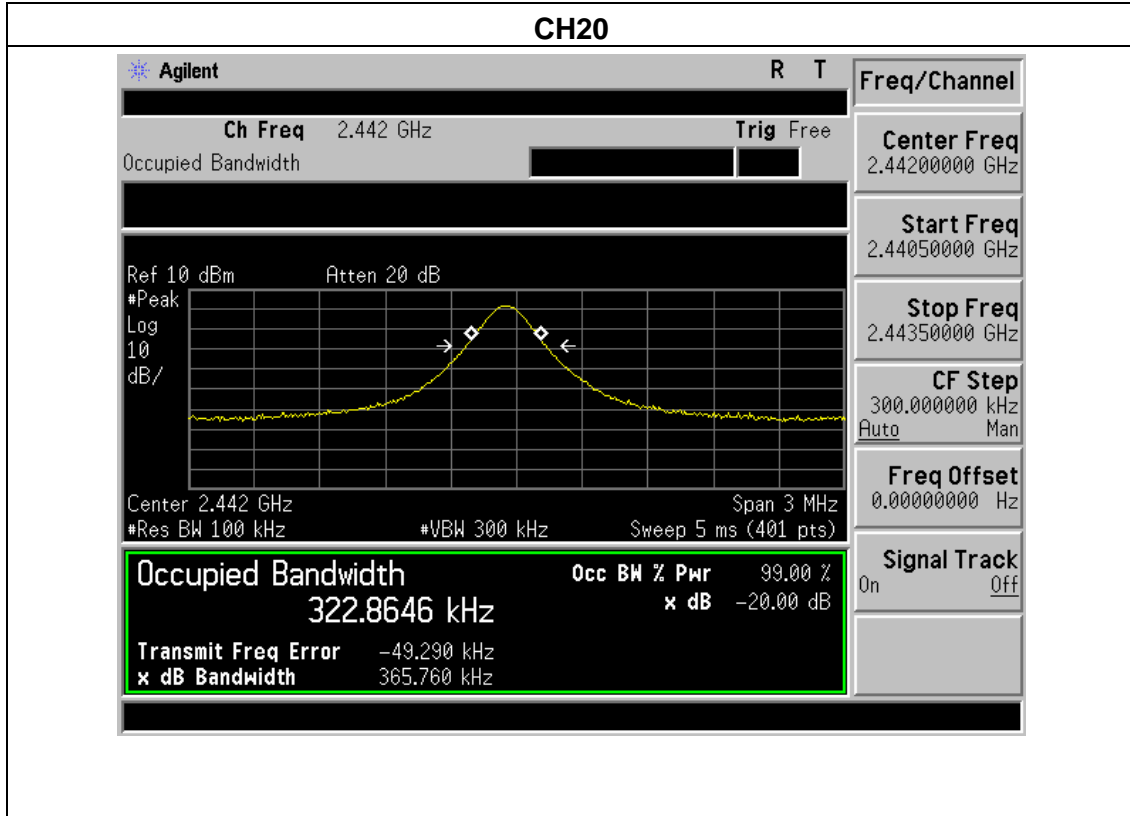 CH20
Agilent R T
Ch Freq 2.442 GHz Trig Free
Occupied Bandwidth
Ref 10 dBm Atten 20 dB
#Peak
Log
10
dB/
Center 2.442 GHz Span 3 MHz
#Res BW 100 kHz #VBW 300 kHz Sweep 5 ms (401 pts)
Occupied Bandwidth Occ BW % Pwr 99.00 %
322.8646 kHz x dB -20.00 dB
Transmit Freq Error -49.290 kHz
x dB Bandwidth 365.760 kHz
Freq/Channel
Center Freq
2.44200000 GHz
Start Freq
2.44050000 GHz
Stop Freq
2.44350000 GHz
CF Step
300.000000 kHz
Auto Man
Freq Offset
0.00000000 Hz
Signal Track
On Off